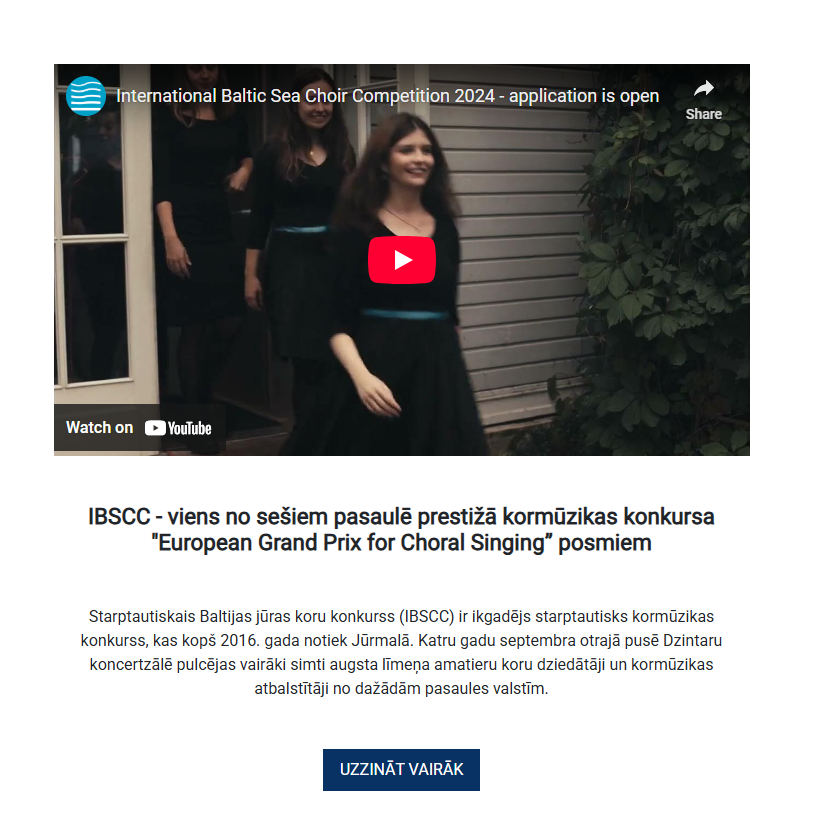 International Baltic Sea Choir Competition 2024 - application is open
Share
Watch on YouTube
IBSCC - viens no sešiem pasaulē prestižā kormūzikas konkursa
"European Grand Prix for Choral Singing” posmiem
Starptautiskais Baltijas jūras koru konkurss (IBSCC) ir ikgadējs starptautisks kormūzikas
konkurss, kas kopš 2016. gada notiek Jūrmalā. Katru gadu septembra otrajā pusē Dzintaru
koncertzālē pulcējas vairāki simti augsta līmeņa amatieru koru dziedātāji un kormūzikas
atbalstītāji no dažādām pasaules valstīm.
UZZINĀT VAIRĀK